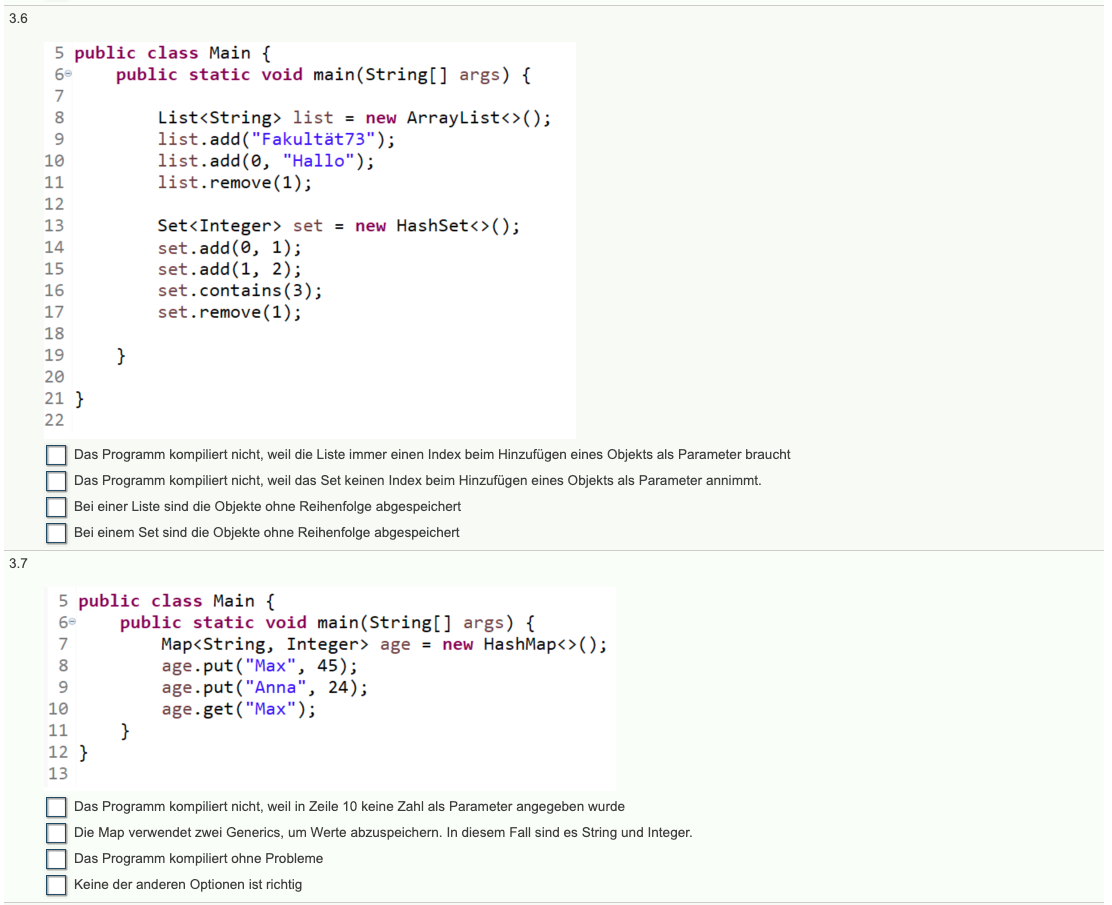 3.6
5 public class Main {
6 public static void main(String[] args) {
7
8 List<String> list = new ArrayList<>();
9 list.add("Fakultät73");
10 list.add(0, "Hallo");
11 list.remove(1);
12
13 Set<Integer> set = new HashSet<>();
14 set.add(0, 1);
15 set.add(1, 2);
16 set.contains(3);
17 set.remove(1);
18
19 }
20
21 }
22
Das Programm kompiliert nicht, weil die Liste immer einen Index beim Hinzufügen eines Objekts als Parameter braucht
Das Programm kompiliert nicht, weil das Set keinen Index beim Hinzufügen eines Objekts als Parameter annimmt.
Bei einer Liste sind die Objekte ohne Reihenfolge abgespeichert
Bei einem Set sind die Objekte ohne Reihenfolge abgespeichert
3.7
5 public class Main {
6 public static void main(String[] args) {
7 Map<String, Integer> age = new HashMap<>();
8 age.put("Max", 45);
9 age.put("Anna", 24);
10 age.get("Max");
11 }
12 }
13
Das Programm kompiliert nicht, weil in Zeile 10 keine Zahl als Parameter angegeben wurde
Die Map verwendet zwei Generics, um Werte abzuspeichern. In diesem Fall sind es String und Integer.
Das Programm kompiliert ohne Probleme
Keine der anderen Optionen ist richtig